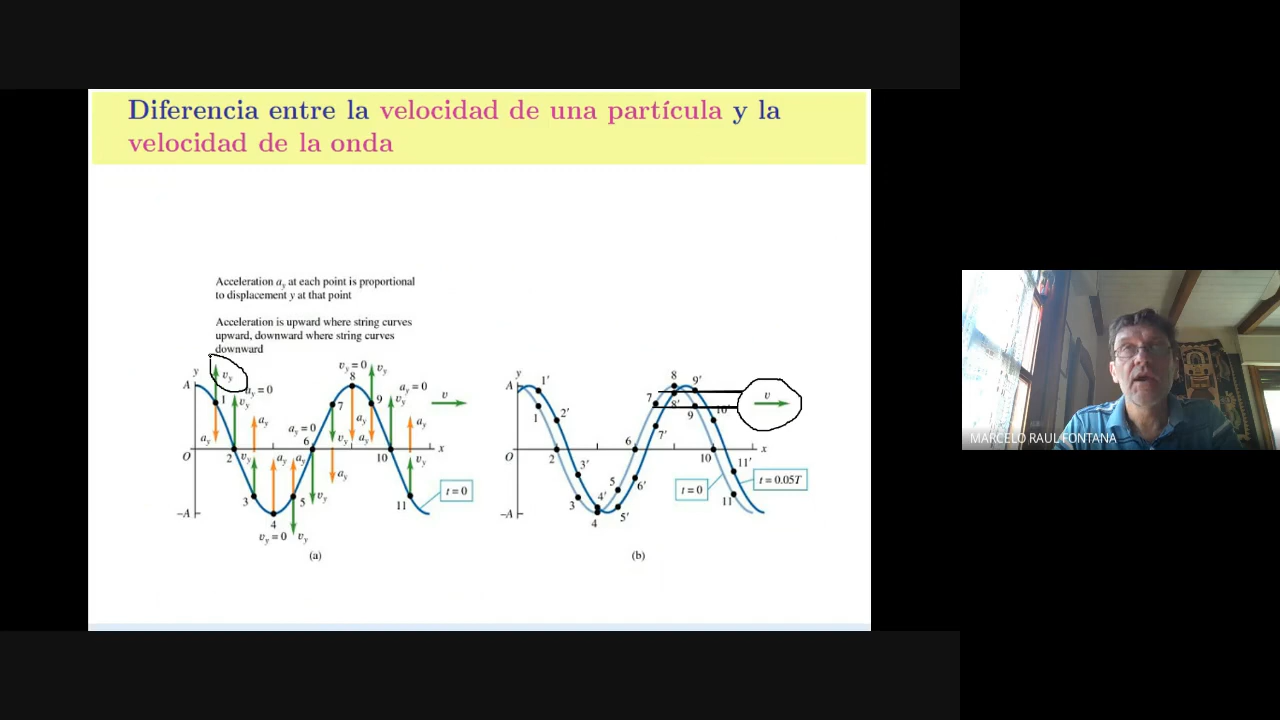 Diferencia entre la velocidad de una partícula y la
velocidad de la onda
Acceleration a_y at each point is proportional
to displacement y at that point
Acceleration is upward where string curves
upward, downward where string curves
downward
y
A
O
–A
x
v_y
a_y = 0
1
v_y
a_y
2
v_y
a_y
3
a_y
4
v_y = 0
a_y
5
v_y
a_y = 0
6
v_y
7
v_y
a_y
v_y = 0
8
a_y
v_y
9
a_y
a_y = 0
v_y
10
a_y
v_y
11
v
t = 0
(a)
y
A
O
–A
x
1
1′
2
2′
3
3′
4
4′
5
5′
6
6′
7
7′
8
8′
9
9′
10
10′
11
11′
v
t = 0
t = 0.05T
(b)
MARCELO RAUL FONTANA